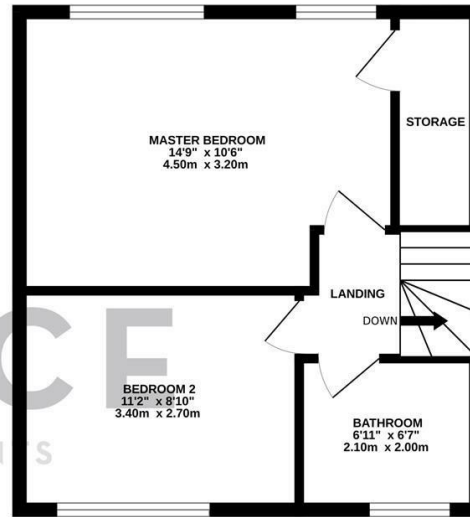 MASTER BEDROOM
14'9" x 10'6"
4.50m x 3.20m
STORAGE
LANDING
DOWN
BEDROOM 2
11'2" x 8'10"
3.40m x 2.70m
BATHROOM
6'11" x 6'7"
2.10m x 2.00m